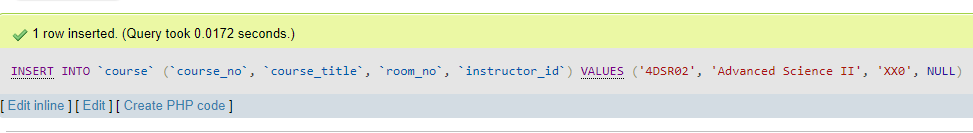 1 row inserted. (Query took 0.0172 seconds.)
INSERT INTO `course` (`course_no`, `course_title`, `room_no`, `instructor_id`) VALUES ('4DSR02', 'Advanced Science II', 'XX0', NULL)
[ Edit inline ] [ Edit ] [ Create PHP code ]